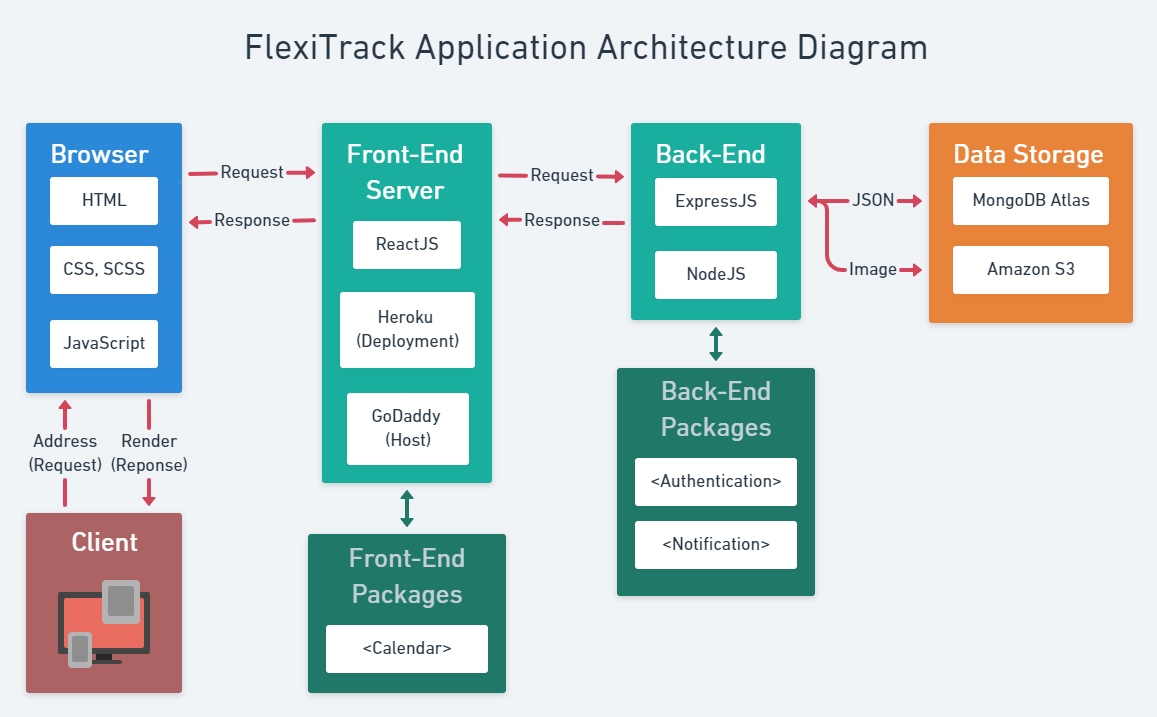 FlexiTrack Application Architecture Diagram
Browser
HTML
CSS, SCSS
JavaScript
Request
Response
Front-End
Server
ReactJS
Heroku
(Deployment)
GoDaddy
(Host)
Request
Response
Back-End
ExpressJS
NodeJS
JSON
Image
Data Storage
MongoDB Atlas
Amazon S3
Address
(Request)
Render
(Reponse)
Client
Front-End
Packages
<Calendar>
Back-End
Packages
<Authentication>
<Notification>